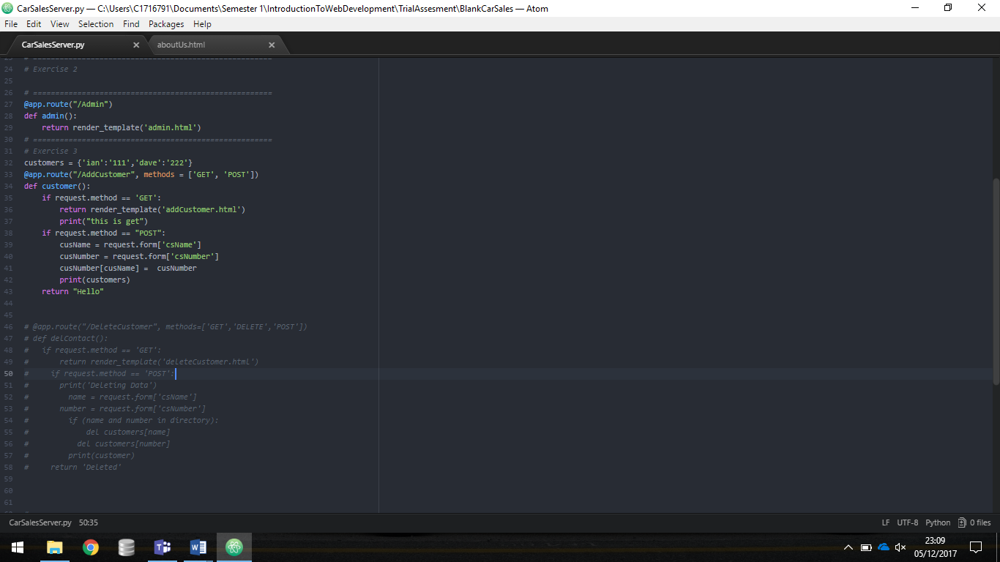 CarSalesServer.py — C:\Users\C1716791\Documents\Semester 1\IntroductionToWebDevelopment\TrialAssesment\BlankCarSales — Atom
File Edit View Selection Find Packages Help
CarSalesServer.py aboutUs.html
24 # Exercise 2
25
26 # ======================================================
27 @app.route("/Admin")
28 def admin():
29 return render_template('admin.html')
30 # ======================================================
31 # Exercise 3
32 customers = {'ian':'111','dave':'222'}
33 @app.route("/AddCustomer", methods = ['GET', 'POST'])
34 def customer():
35 if request.method == 'GET':
36 return render_template('addCustomer.html')
37 print("this is get")
38 if request.method == "POST":
39 cusName = request.form['csName']
40 cusNumber = request.form['csNumber']
41 cusNumber[cusName] =  cusNumber
42 print(customers)
43 return "Hello"
44
45
46 # @app.route("/DeleteCustomer", methods=['GET','DELETE','POST'])
47 # def delContact():
48 # if request.method == 'GET':
49 # return render_template('deleteCustomer.html')
50 # if request.method == 'POST':
51 # print('Deleting Data')
52 # name = request.form['csName']
53 # number = request.form['csNumber']
54 # if (name and number in directory):
55 # del customers[name]
56 # del customers[number]
57 # print(customer)
58 # return 'Deleted'
59
60
61
CarSalesServer.py 50:35 LF UTF-8 Python 0 files
23:09
05/12/2017